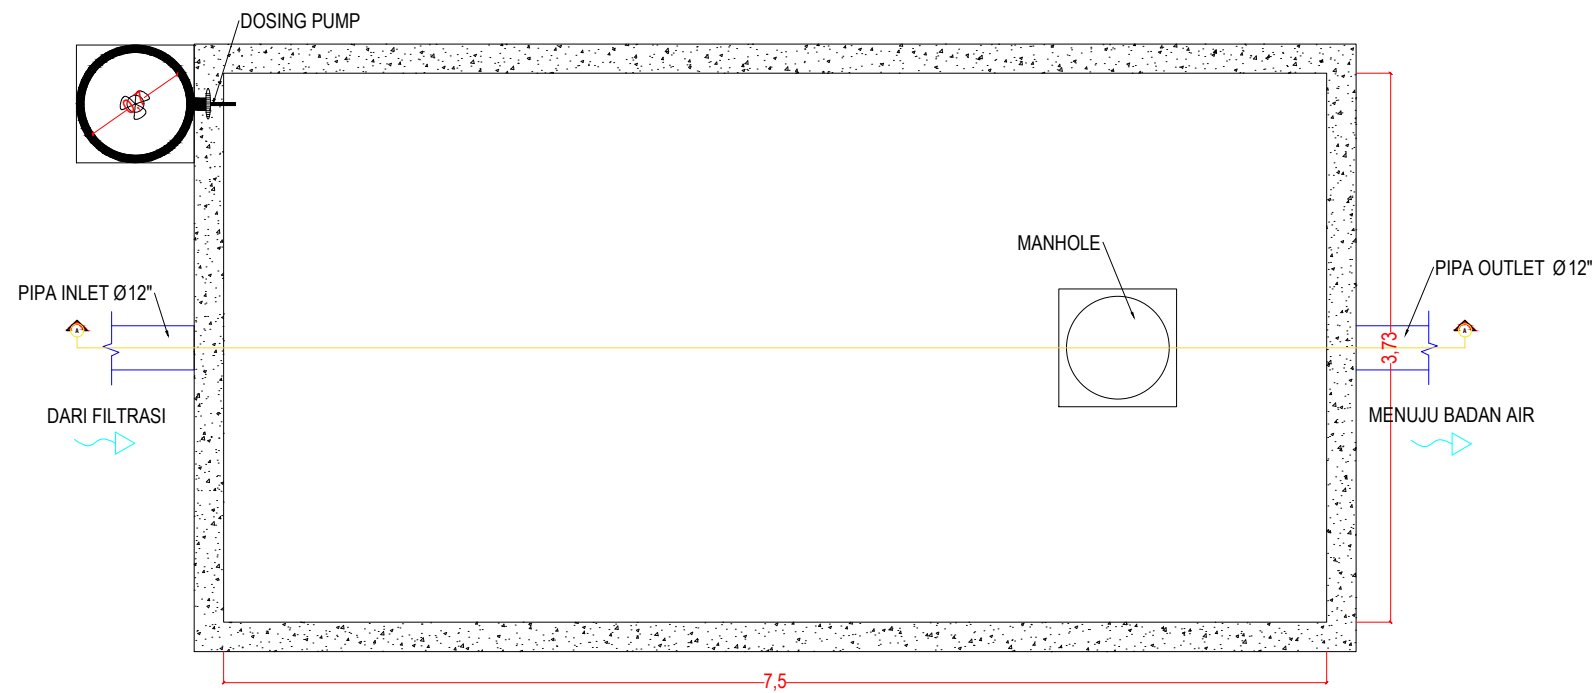 DOSING PUMP
MANHOLE
PIPA OUTLET Ø12"
PIPA INLET Ø12"
A
A
3,73
DARI FILTRASI
MENUJU BADAN AIR
7,5